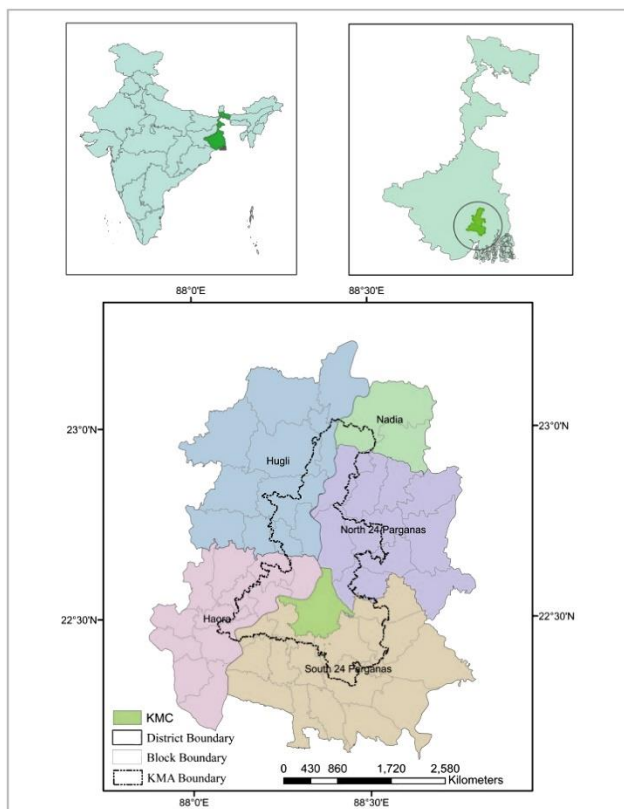 88°0'E 88°30'E
23°0'N 23°0'N
Nadia
Hugli
North 24 Parganas
22°30'N 22°30'N
Haora
South 24 Parganas
KMC
District Boundary
Block Boundary
KMA Boundary
0 430 860 1,720 2,580
Kilometers
88°0'E 88°30'E